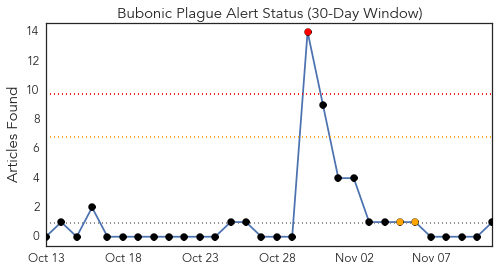 Bubonic Plague Alert Status (30-Day Window)
Articles Found
14
12
10
8
6
4
2
0
Oct 13 Oct 18 Oct 23 Oct 28 Nov 02 Nov 07